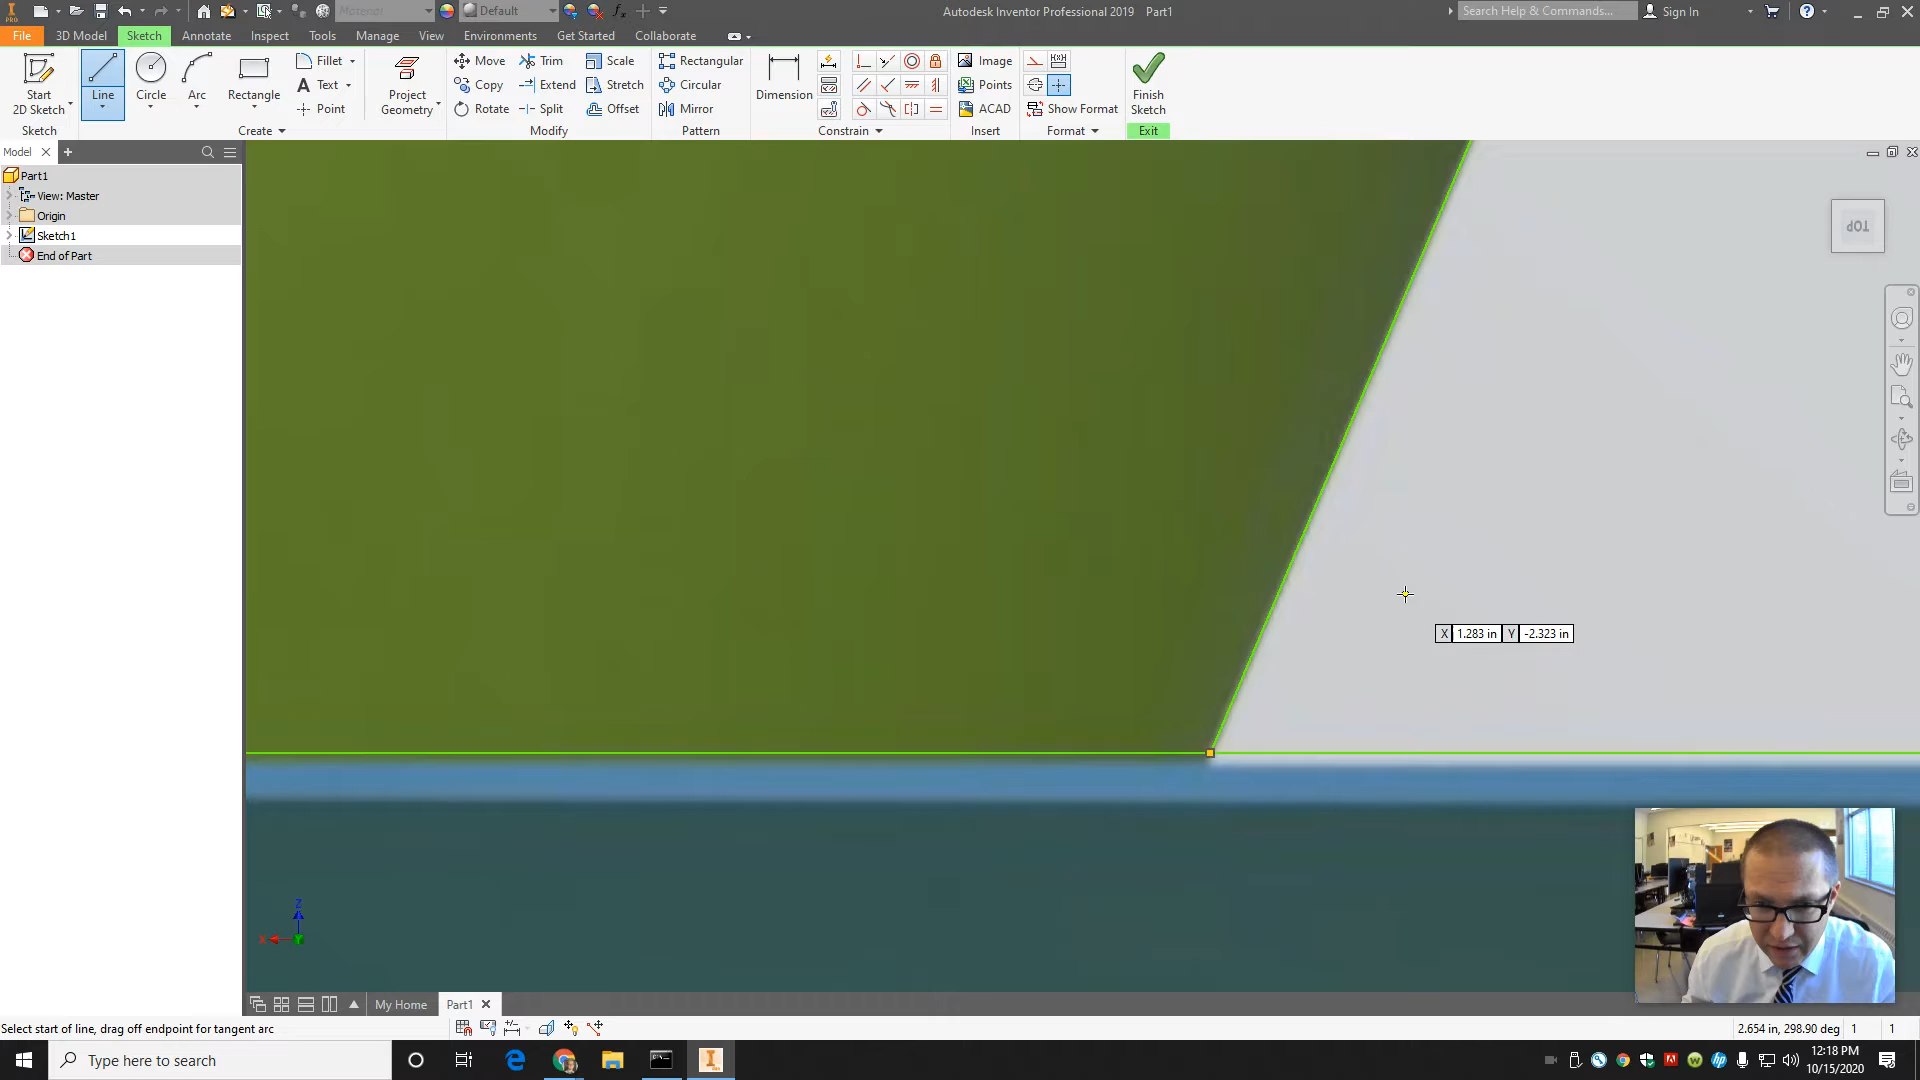 Material
Default
Autodesk Inventor Professional 2019 Part1
Search Help & Commands...
Sign In
PRO
File 3D Model Sketch Annotate Inspect Tools Manage View Environments Get Started Collaborate
Start
2D Sketch
Line
Circle
Arc
Rectangle
Fillet
Text
Point
Project
Geometry
Move
Copy
Rotate
Trim
Extend
Split
Scale
Stretch
Offset
Rectangular
Circular
Mirror
Dimension
Image
Points
ACAD
Show Format
Finish
Sketch
Sketch
Create
Modify
Pattern
Constrain
Insert
Format
Exit
Model
Part1
View: Master
Origin
Sketch1
End of Part
TOP
X 1.283 in Y -2.323 in
Z
X
Y
My Home Part1
Select start of line, drag off endpoint for tangent arc
2.654 in, 298.90 deg 1 1
Type here to search
12:18 PM
10/15/2020